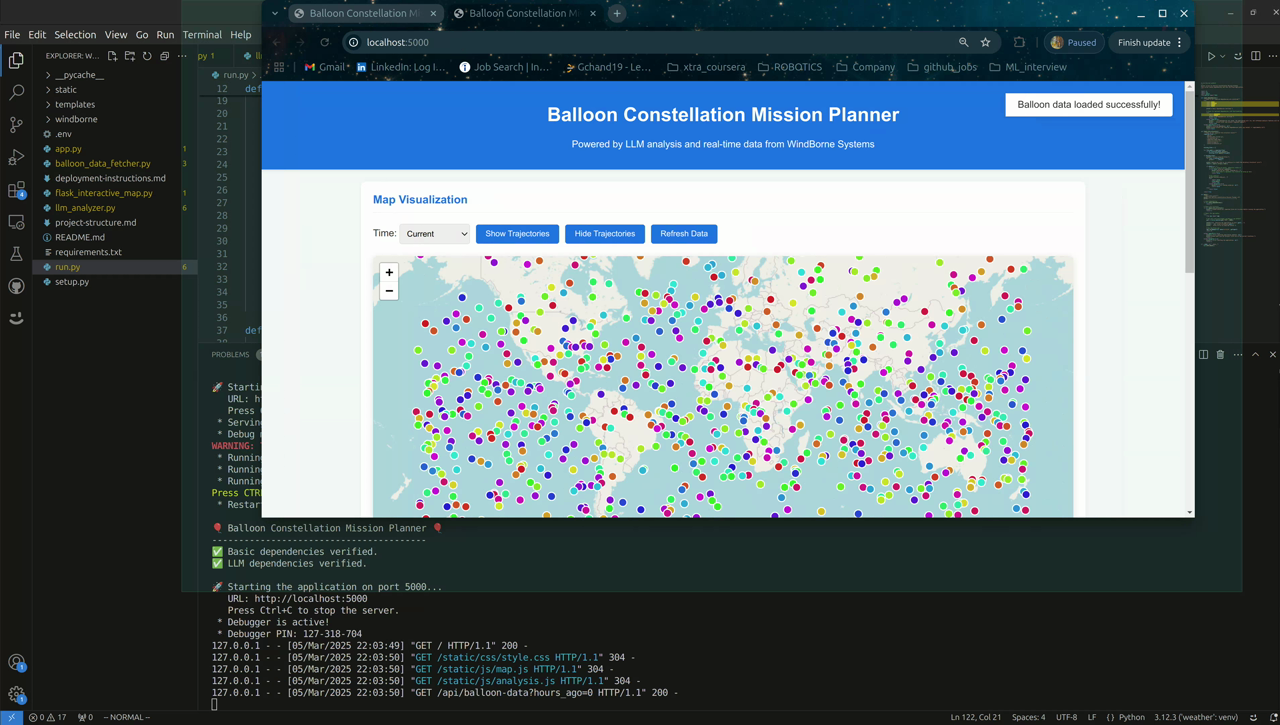 File Edit Selection View Go Run Terminal Help
Balloon Constellation Mi
Balloon Constellation M
localhost:5000
Paused
Finish update
Gmail
LinkedIn: Log I...
Job Search | In...
Gchand19 - Le...
xtra_coursera
ROBOTICS
Company
github_jobs
ML_interview
EXPLORER: W...
__pycache__
static
templates
windborne
.env
app.py 1
balloon_data_fetcher.py 3
deployment-instructions.md
flask_interactive_map.py 1
llm_analyzer.py 6
project-structure.md
README.md
requirements.txt
run.py 6
setup.py
py 1
run.py >
12 def
19
20
21
22
23
24
25
26
27
28
29
30
31
32
33
34
35
36
37 def
38
Balloon Constellation Mission Planner
Powered by LLM analysis and real-time data from WindBorne Systems
Balloon data loaded successfully!
Map Visualization
Time: Current
Show Trajectories
Hide Trajectories
Refresh Data
+
−
PROBLEMS
🚀 Starti
URL: ht
Press C
* Servin
* Debug m
WARNING:
* Running
* Running
* Running
Press CTR
* Restar
🎈 Balloon Constellation Mission Planner 🎈
--------------------------------------
✅ Basic dependencies verified.
✅ LLM dependencies verified.
🚀 Starting the application on port 5000...
URL: http://localhost:5000
Press Ctrl+C to stop the server.
* Debugger is active!
* Debugger PIN: 127-318-704
127.0.0.1 - - [05/Mar/2025 22:03:49] "GET / HTTP/1.1" 200 -
127.0.0.1 - - [05/Mar/2025 22:03:50] "GET /static/css/style.css HTTP/1.1" 304 -
127.0.0.1 - - [05/Mar/2025 22:03:50] "GET /static/js/map.js HTTP/1.1" 304 -
127.0.0.1 - - [05/Mar/2025 22:03:50] "GET /static/js/analysis.js HTTP/1.1" 304 -
127.0.0.1 - - [05/Mar/2025 22:03:50] "GET /api/balloon-data?hours_ago=0 HTTP/1.1" 200 -
0 17 0 -- NORMAL -- Ln 122, Col 21 Spaces: 4 UTF-8 LF {} Python 3.12.3 ('weather': venv)